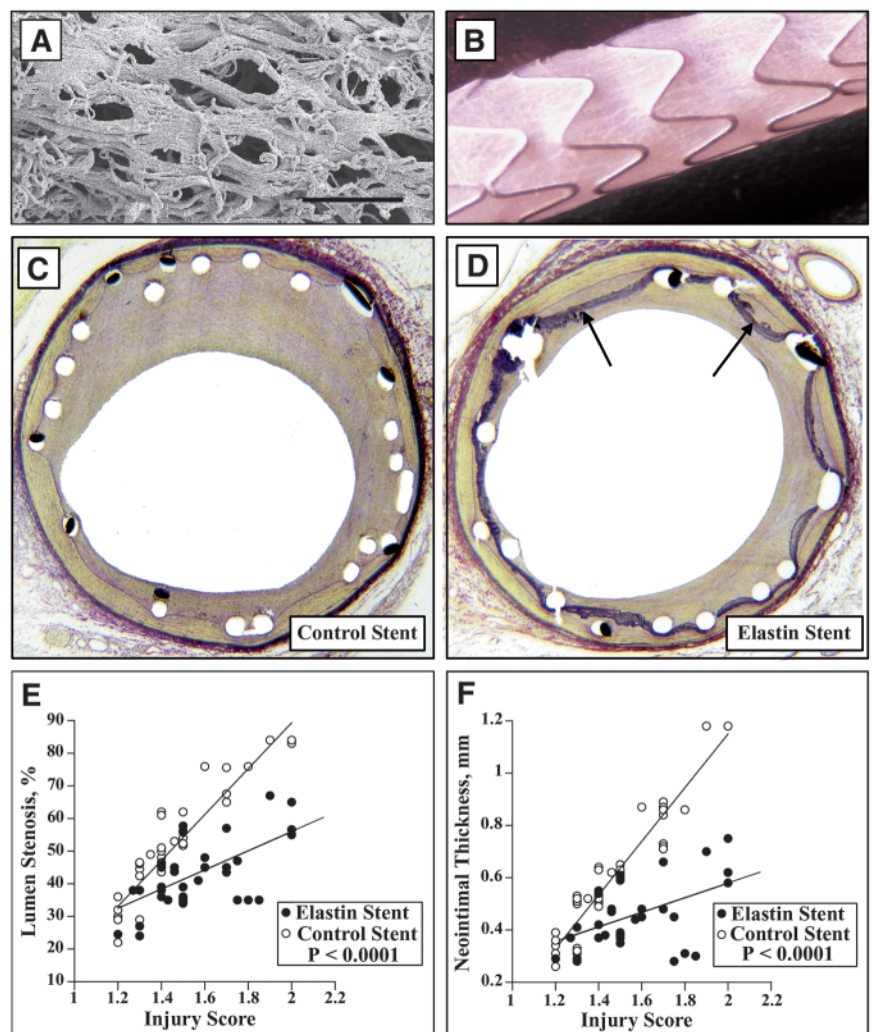 A
B
C
Control Stent
D
Elastin Stent
E
Lumen Stenosis, %
90
80
70
60
50
40
30
20
10
1
1.2
1.4
1.6
1.8
2
2.2
Injury Score
Elastin Stent
Control Stent
P < 0.0001
F
Neointimal Thickness, mm
1.2
1
0.8
0.6
0.4
0.2
1
1.2
1.4
1.6
1.8
2
2.2
Injury Score
Elastin Stent
Control Stent
P < 0.0001